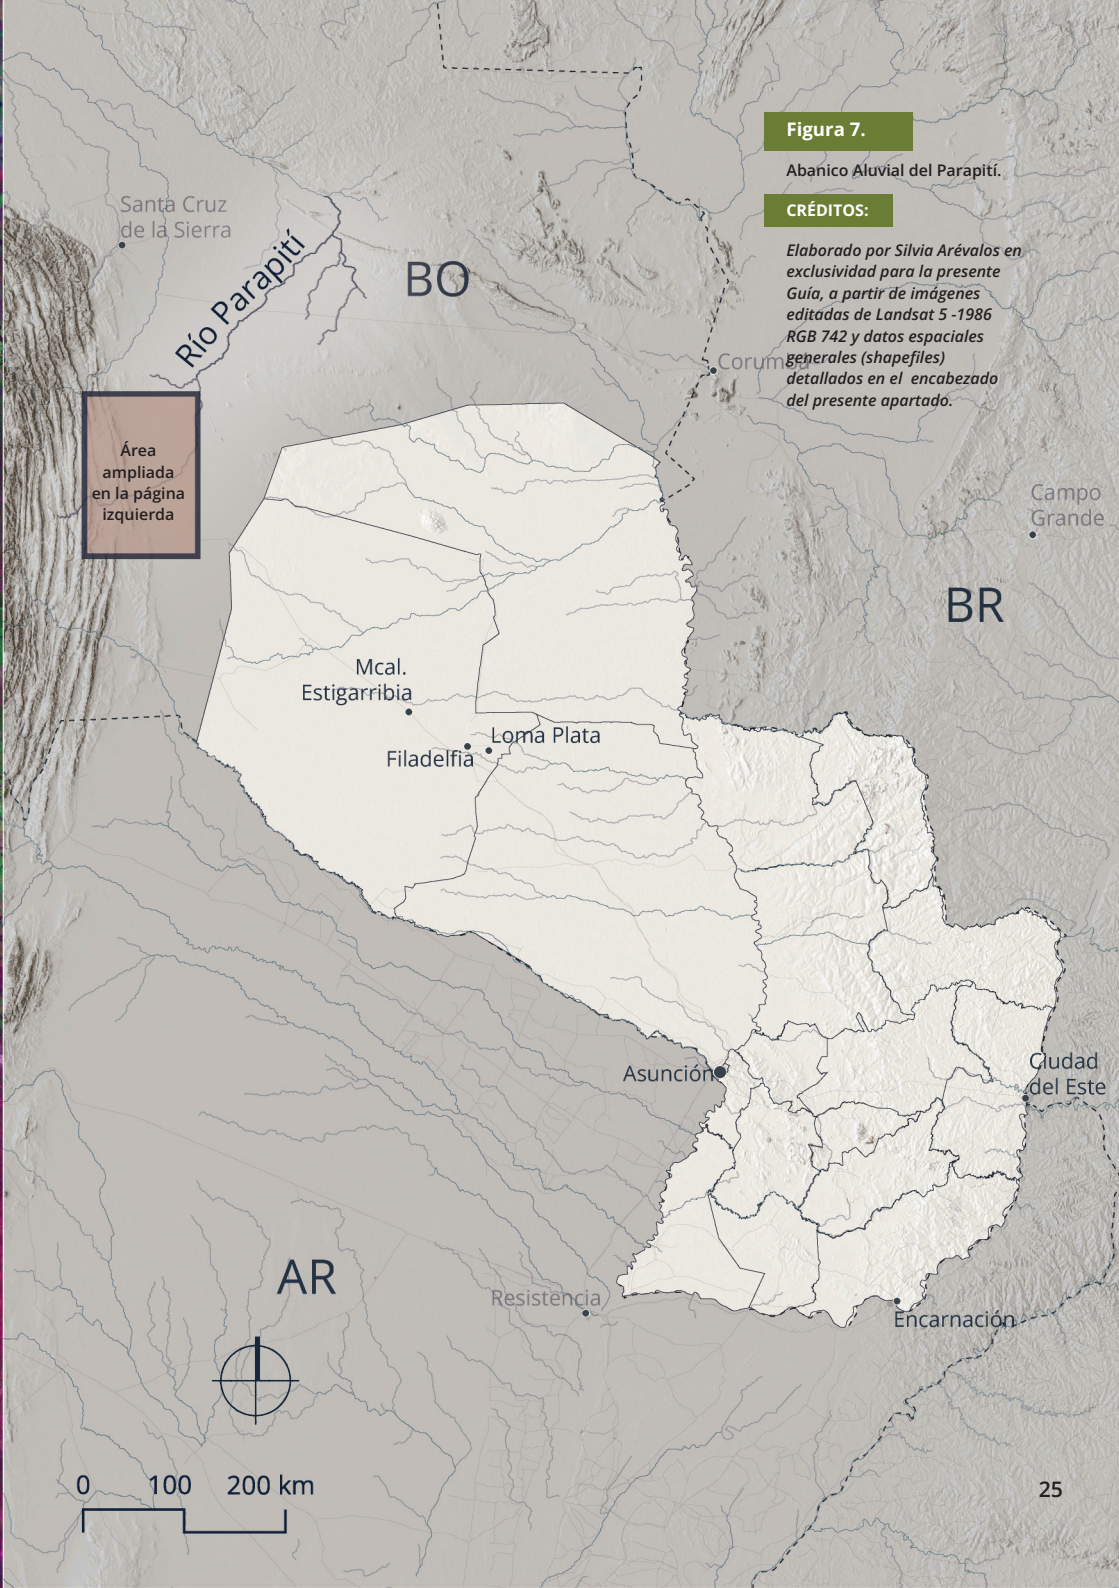 Figura 7.
Abanico Aluvial del Parapití.
CRÉDITOS:
Elaborado por Silvia Arévalos en
exclusividad para la presente
Guía, a partir de imágenes
editadas de Landsat 5 -1986
RGB 742 y datos espaciales
generales (shapefiles)
detallados en el encabezado
del presente apartado.
Santa Cruz
de la Sierra
Río Parapití
BO
Corumbá
Área
ampliada
en la página
izquierda
Campo
Grande
BR
Mcal.
Estigarribia
Loma Plata
Filadelfia
Asunción
Ciudad
del Este
AR
Resistencia
Encarnación
0 100 200 km
25